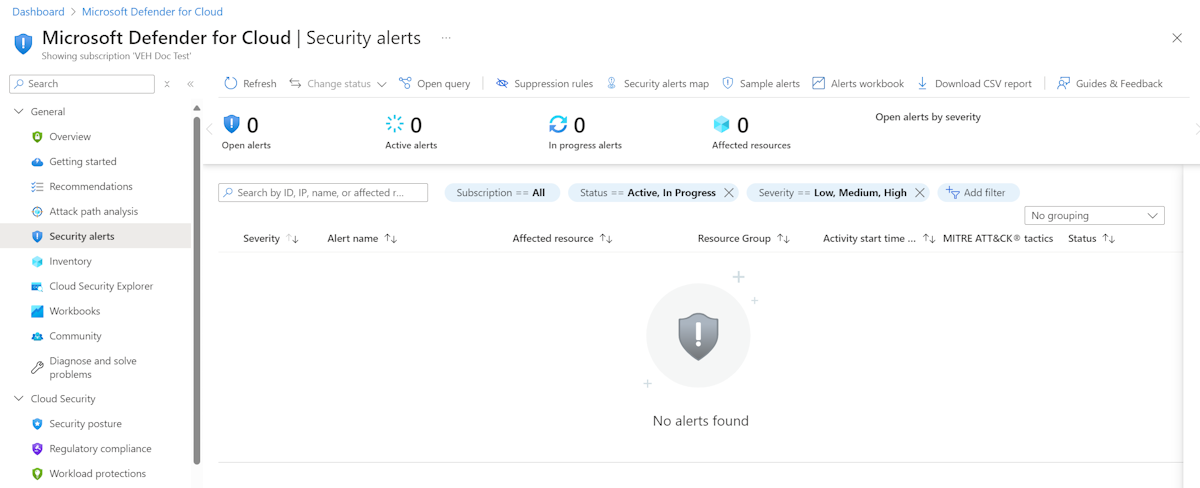 Dashboard > Microsoft Defender for Cloud
Microsoft Defender for Cloud | Security alerts ...
Showing subscription 'VEH Doc Test'
Search
Refresh Change status Open query Suppression rules Security alerts map Sample alerts Alerts workbook Download CSV report Guides & Feedback
General
Overview
Getting started
Recommendations
Attack path analysis
Security alerts
Inventory
Cloud Security Explorer
Workbooks
Community
Diagnose and solve
problems
Cloud Security
Security posture
Regulatory compliance
Workload protections
0 0 0 0 Open alerts by severity
Open alerts Active alerts In progress alerts Affected resources
Search by ID, IP, name, or affected r... Subscription == All Status == Active, In Progress Severity == Low, Medium, High Add filter
No grouping
Severity Alert name Affected resource Resource Group Activity start time ... MITRE ATT&CK® tactics Status
No alerts found